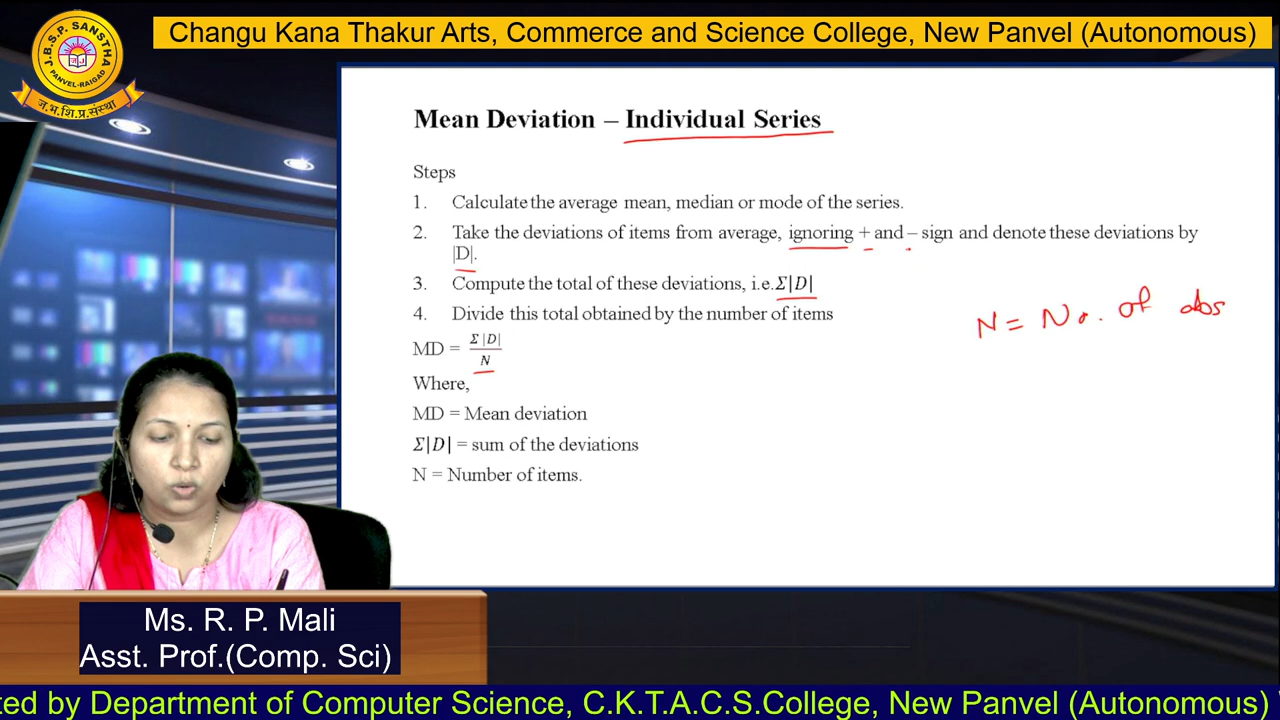 J.B.S.P. SANSTHA
PANVEL-RAIGAD
ज.भ.शि.प्र.संस्था
Changu Kana Thakur Arts, Commerce and Science College, New Panvel (Autonomous)
Mean Deviation – Individual Series
Steps
1. Calculate the average mean, median or mode of the series.
2. Take the deviations of items from average, ignoring + and – sign and denote these deviations by
|D|.
3. Compute the total of these deviations, i.e.Σ|D|
4. Divide this total obtained by the number of items
N = No. of obs
MD = Σ |D|
N
Where,
MD = Mean deviation
Σ|D| = sum of the deviations
N = Number of items.
Ms. R. P. Mali
Asst. Prof.(Comp. Sci)
ted by Department of Computer Science, C.K.T.A.C.S.College, New Panvel (Autonomous)